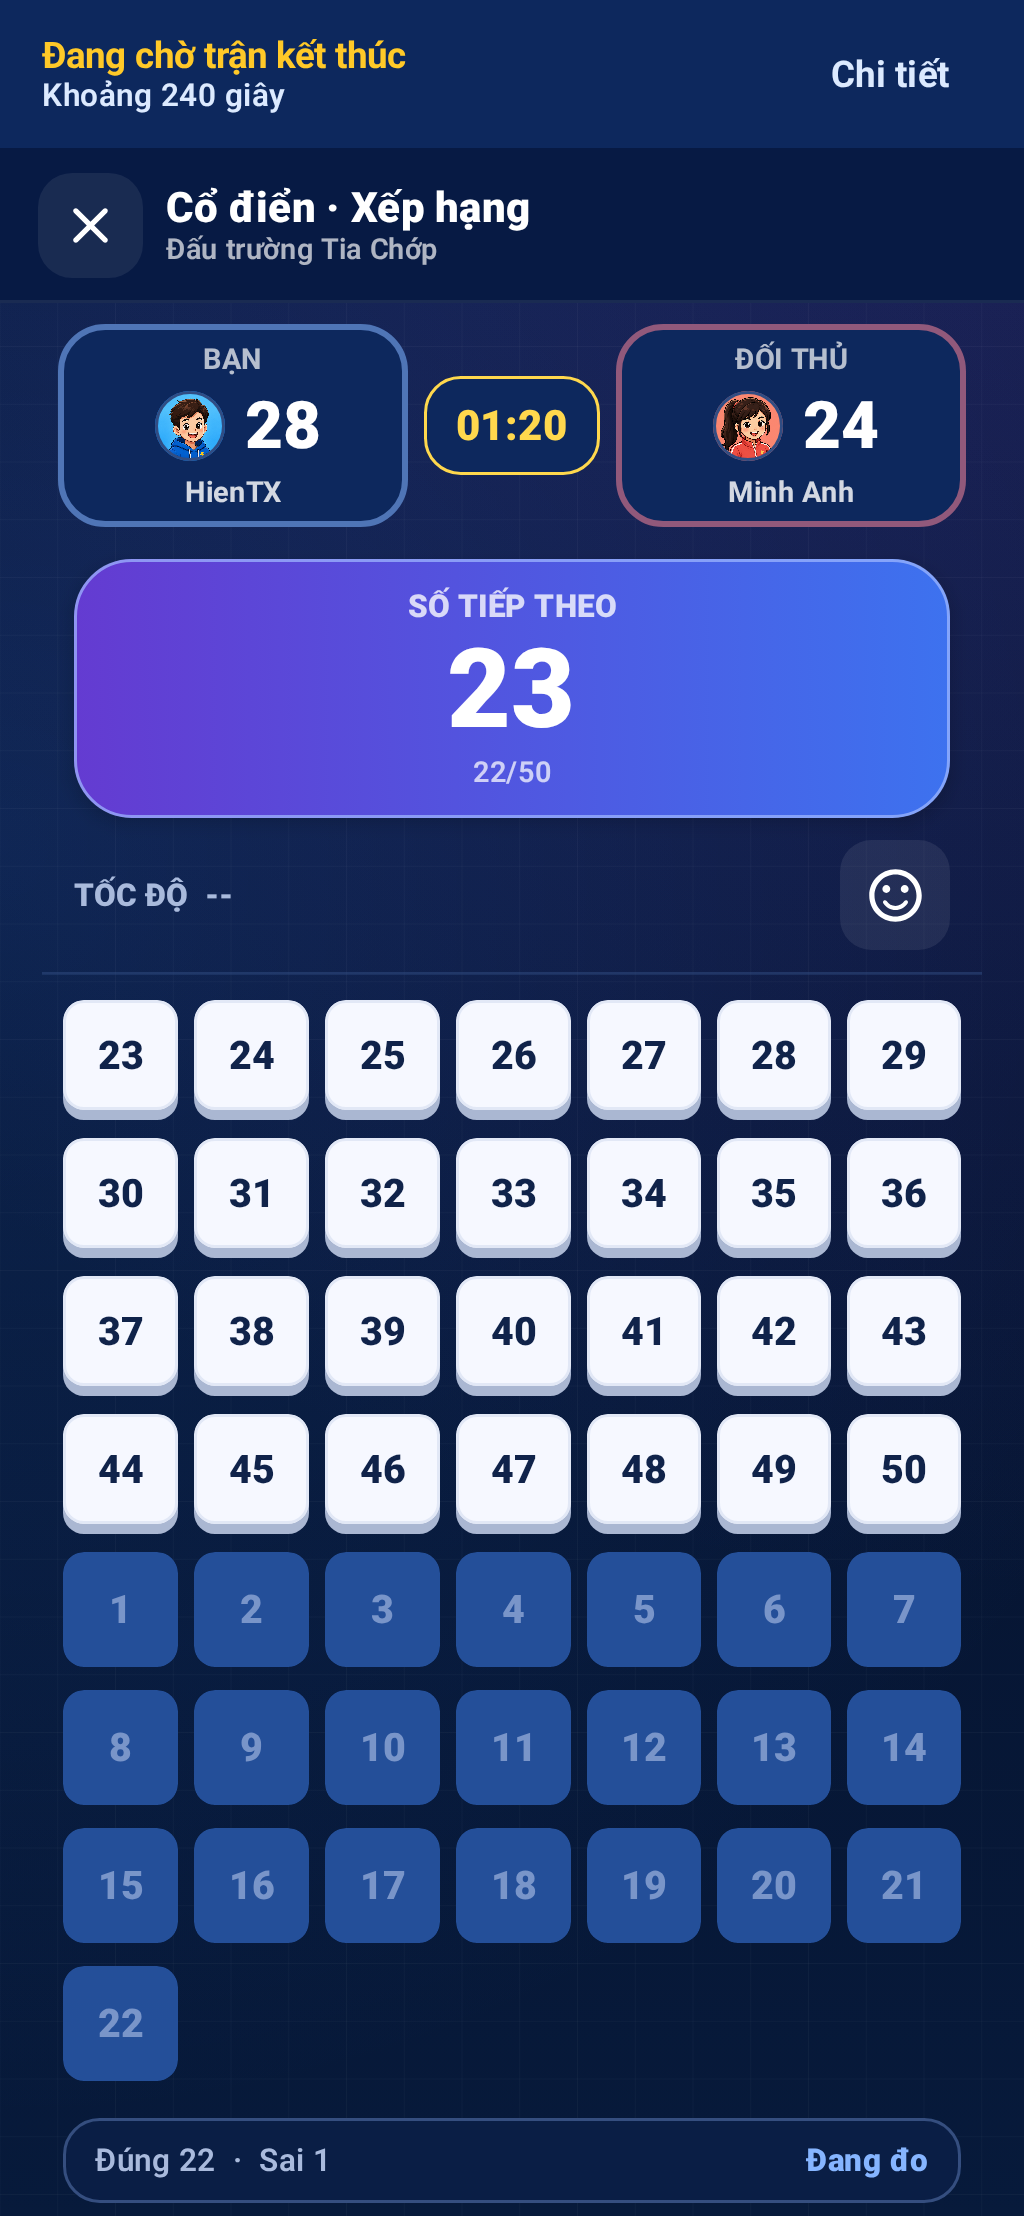 Đang chờ trận kết thúc
Khoảng 240 giây
Chi tiết
Cổ điển · Xếp hạng
Đấu trường Tia Chớp
BẠN
28
HienTX
01:20
ĐỐI THỦ
24
Minh Anh
SỐ TIẾP THEO
23
22/50
TỐC ĐỘ --
23 24 25 26 27 28 29
30 31 32 33 34 35 36
37 38 39 40 41 42 43
44 45 46 47 48 49 50
1 2 3 4 5 6 7
8 9 10 11 12 13 14
15 16 17 18 19 20 21
22
Đúng 22 · Sai 1
Đang đo